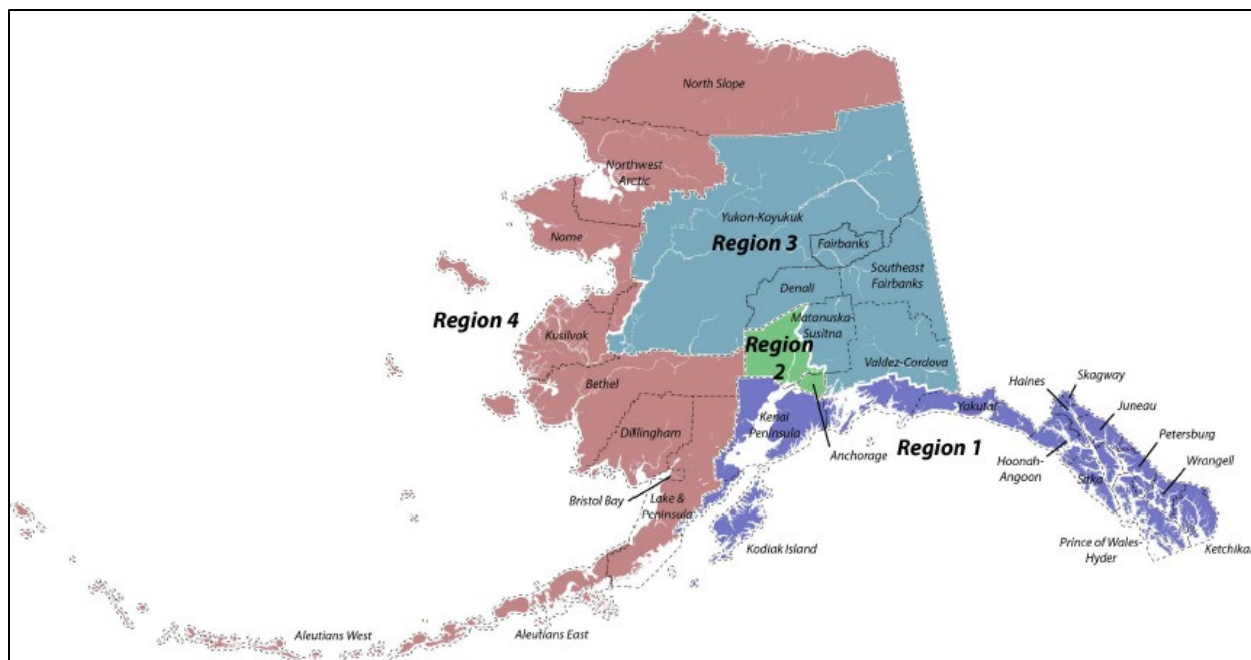 North Slope
Northwest
Arctic
Yukon-Koyukuk
Region 3
Fairbanks
Nome
Southeast
Fairbanks
Denali
Region 4
Kusilvak
Matanuska-
Susitna
Region
2
Valdez-Cordova
Bethel
Haines
Skagway
Yakutat
Juneau
Kenai
Peninsula
Dillingham
Anchorage
Region 1
Petersburg
Hoonah-
Angoon
Wrangell
Sitka
Bristol Bay
Lake &
Peninsula
Kodiak Island
Prince of Wales-
Hyder
Ketchikan
Aleutians West
Aleutians East